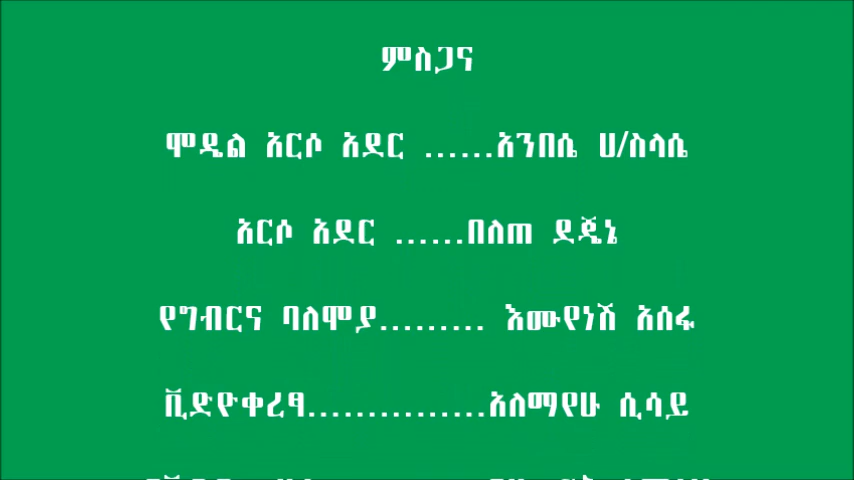 ምስጋና
ሞዴል አርሶ አደር ......አንበሴ ሀ/ስላሴ
አርሶ አደር ......በለጠ ደጄኔ
የግብርና ባለሞያ......... እሙየነሽ አሰፋ
ቪድዮቀረፃ...............አለማየሁ ሲሳይ